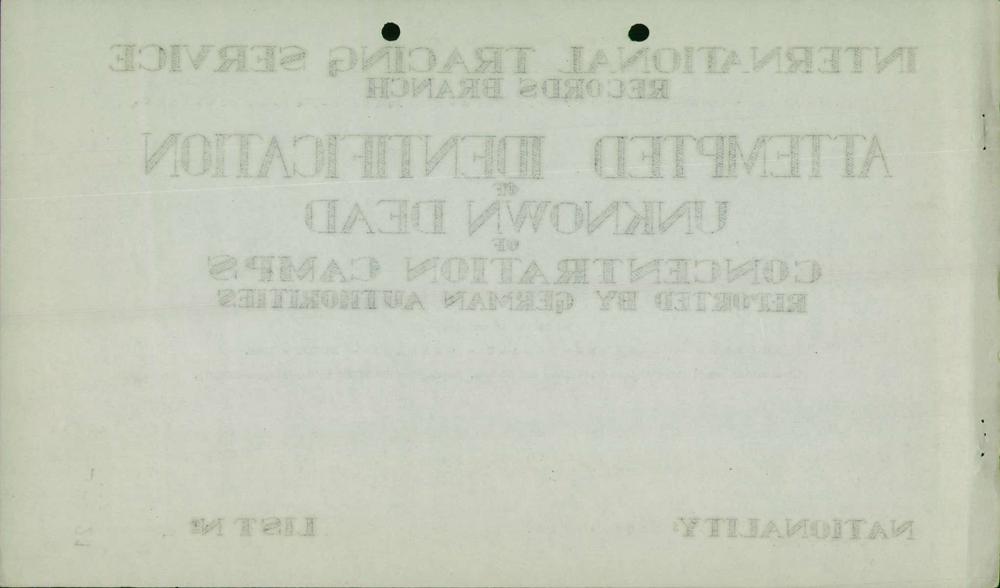 INTERNATIONAL TRACING SERVICE
RECORDS BRANCH
ATTEMPTED IDENTIFICATION
OF
UNKNOWN DEAD
OF
CONCENTRATION CAMPS
REPORTED BY GERMAN AUTHORITIES
NATIONALITY: LIST Nº